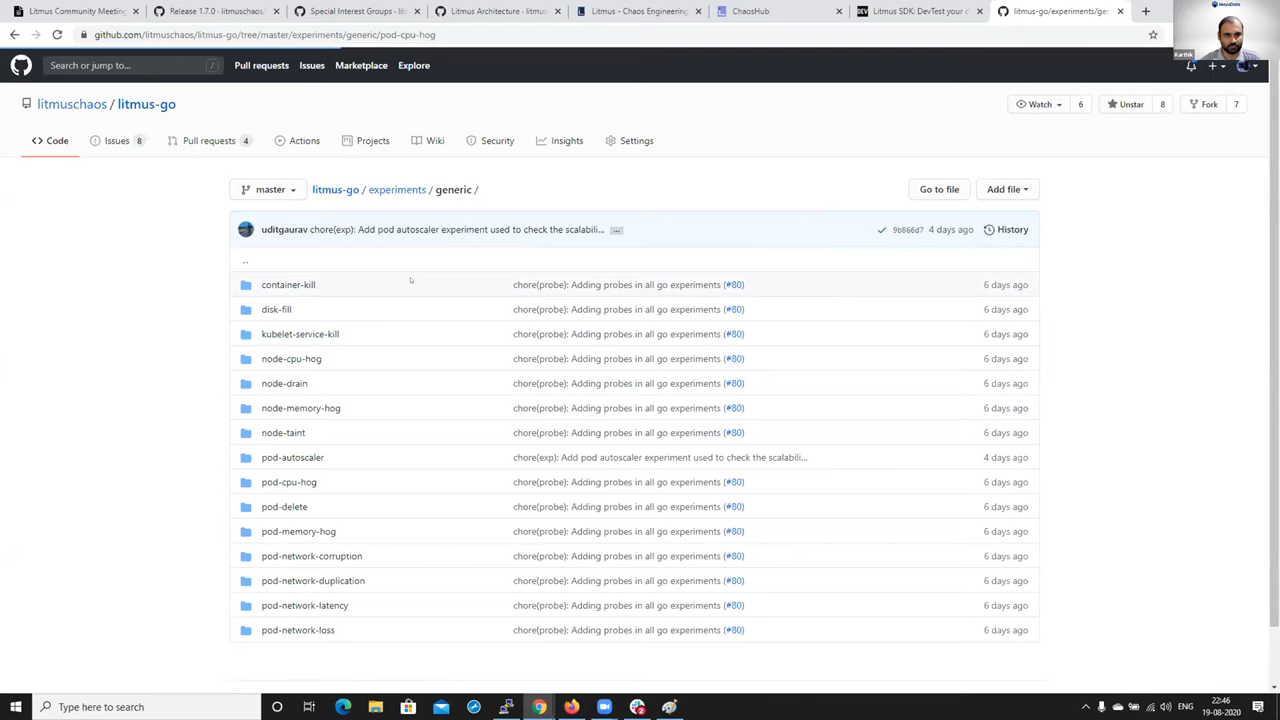 Litmus Community Meeting
Release 1.7.0 · litmuschaos/
Special Interest Groups · lit
Litmus Architecture · litmus
Litmus - Chaos Engineering
ChaosHub
Litmus SDK: DevTest your c
litmus-go/experiments/gen
MayaData
Karthik
github.com/litmuschaos/litmus-go/tree/master/experiments/generic/pod-cpu-hog
Search or jump to... /
Pull requests Issues Marketplace Explore
litmuschaos / litmus-go
Watch 6 Unstar 8 Fork 7
Code Issues 8 Pull requests 4 Actions Projects Wiki Security Insights Settings
master litmus-go / experiments / generic / Go to file Add file
uditgaurav chore(exp): Add pod autoscaler experiment used to check the scalabili... ... 9b866d7 4 days ago History
..
container-kill chore(probe): Adding probes in all go experiments (#80) 6 days ago
disk-fill chore(probe): Adding probes in all go experiments (#80) 6 days ago
kubelet-service-kill chore(probe): Adding probes in all go experiments (#80) 6 days ago
node-cpu-hog chore(probe): Adding probes in all go experiments (#80) 6 days ago
node-drain chore(probe): Adding probes in all go experiments (#80) 6 days ago
node-memory-hog chore(probe): Adding probes in all go experiments (#80) 6 days ago
node-taint chore(probe): Adding probes in all go experiments (#80) 6 days ago
pod-autoscaler chore(exp): Add pod autoscaler experiment used to check the scalabili... 4 days ago
pod-cpu-hog chore(probe): Adding probes in all go experiments (#80) 6 days ago
pod-delete chore(probe): Adding probes in all go experiments (#80) 6 days ago
pod-memory-hog chore(probe): Adding probes in all go experiments (#80) 6 days ago
pod-network-corruption chore(probe): Adding probes in all go experiments (#80) 6 days ago
pod-network-duplication chore(probe): Adding probes in all go experiments (#80) 6 days ago
pod-network-latency chore(probe): Adding probes in all go experiments (#80) 6 days ago
pod-network-loss chore(probe): Adding probes in all go experiments (#80) 6 days ago
Type here to search
ENG
22:46
19-08-2020